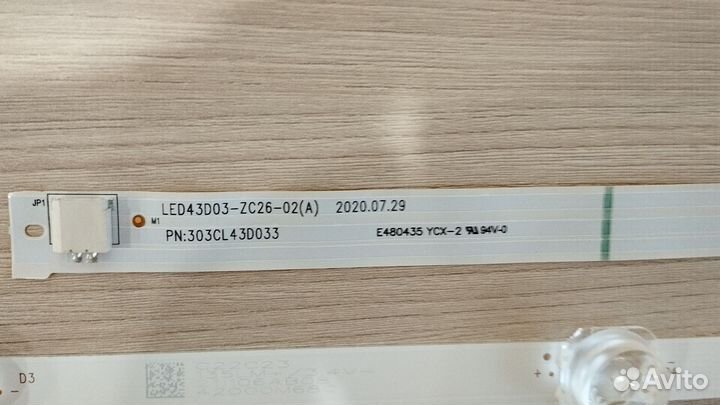 JP1
LED43D03-ZC26-02(A) 2020.07.29
M1
PN:303CL43D033
E480435 YCX-2 94V-0
D3
-
+
Avito